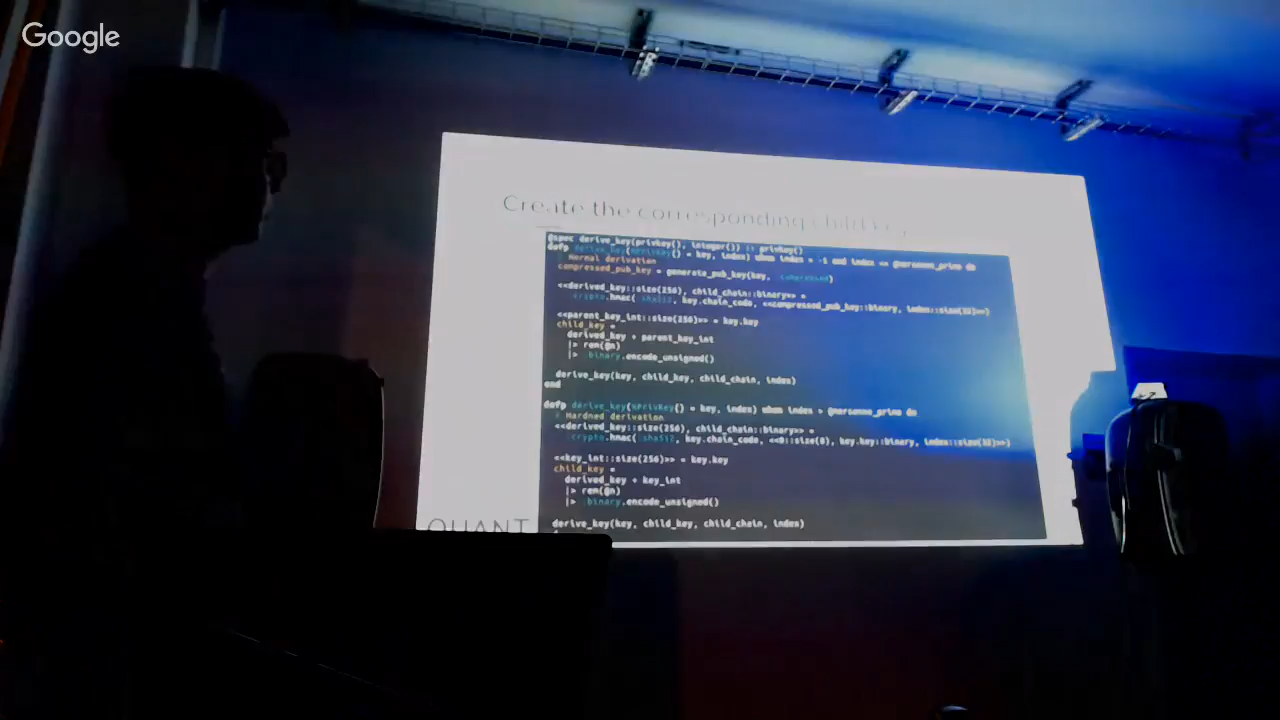 Google
Create the corresponding child key
@spec derive_key(privkey(), integer()) :: privkey()
defp derive_key(%PrivKey{} = key, index) when index > -1 and index <= @mersenne_prime do
# Normal derivation
compressed_pub_key = generate_pub_key(key, :compressed)
<<derived_key::size(256), child_chain::binary>> =
:crypto.hmac(:sha512, key.chain_code, <<compressed_pub_key::binary, index::size(32)>>)
<<parent_key_int::size(256)>> = key.key
child_key =
derived_key + parent_key_int
|> rem(@n)
|> :binary.encode_unsigned()
derive_key(key, child_key, child_chain, index)
end
defp derive_key(%PrivKey{} = key, index) when index > @mersenne_prime do
# Hardned derivation
<<derived_key::size(256), child_chain::binary>> =
:crypto.hmac(:sha512, key.chain_code, <<0::size(8), key.key::binary, index::size(32)>>)
<<key_int::size(256)>> = key.key
child_key =
derived_key + key_int
|> rem(@n)
|> :binary.encode_unsigned()
derive_key(key, child_key, child_chain, index)
QUANT